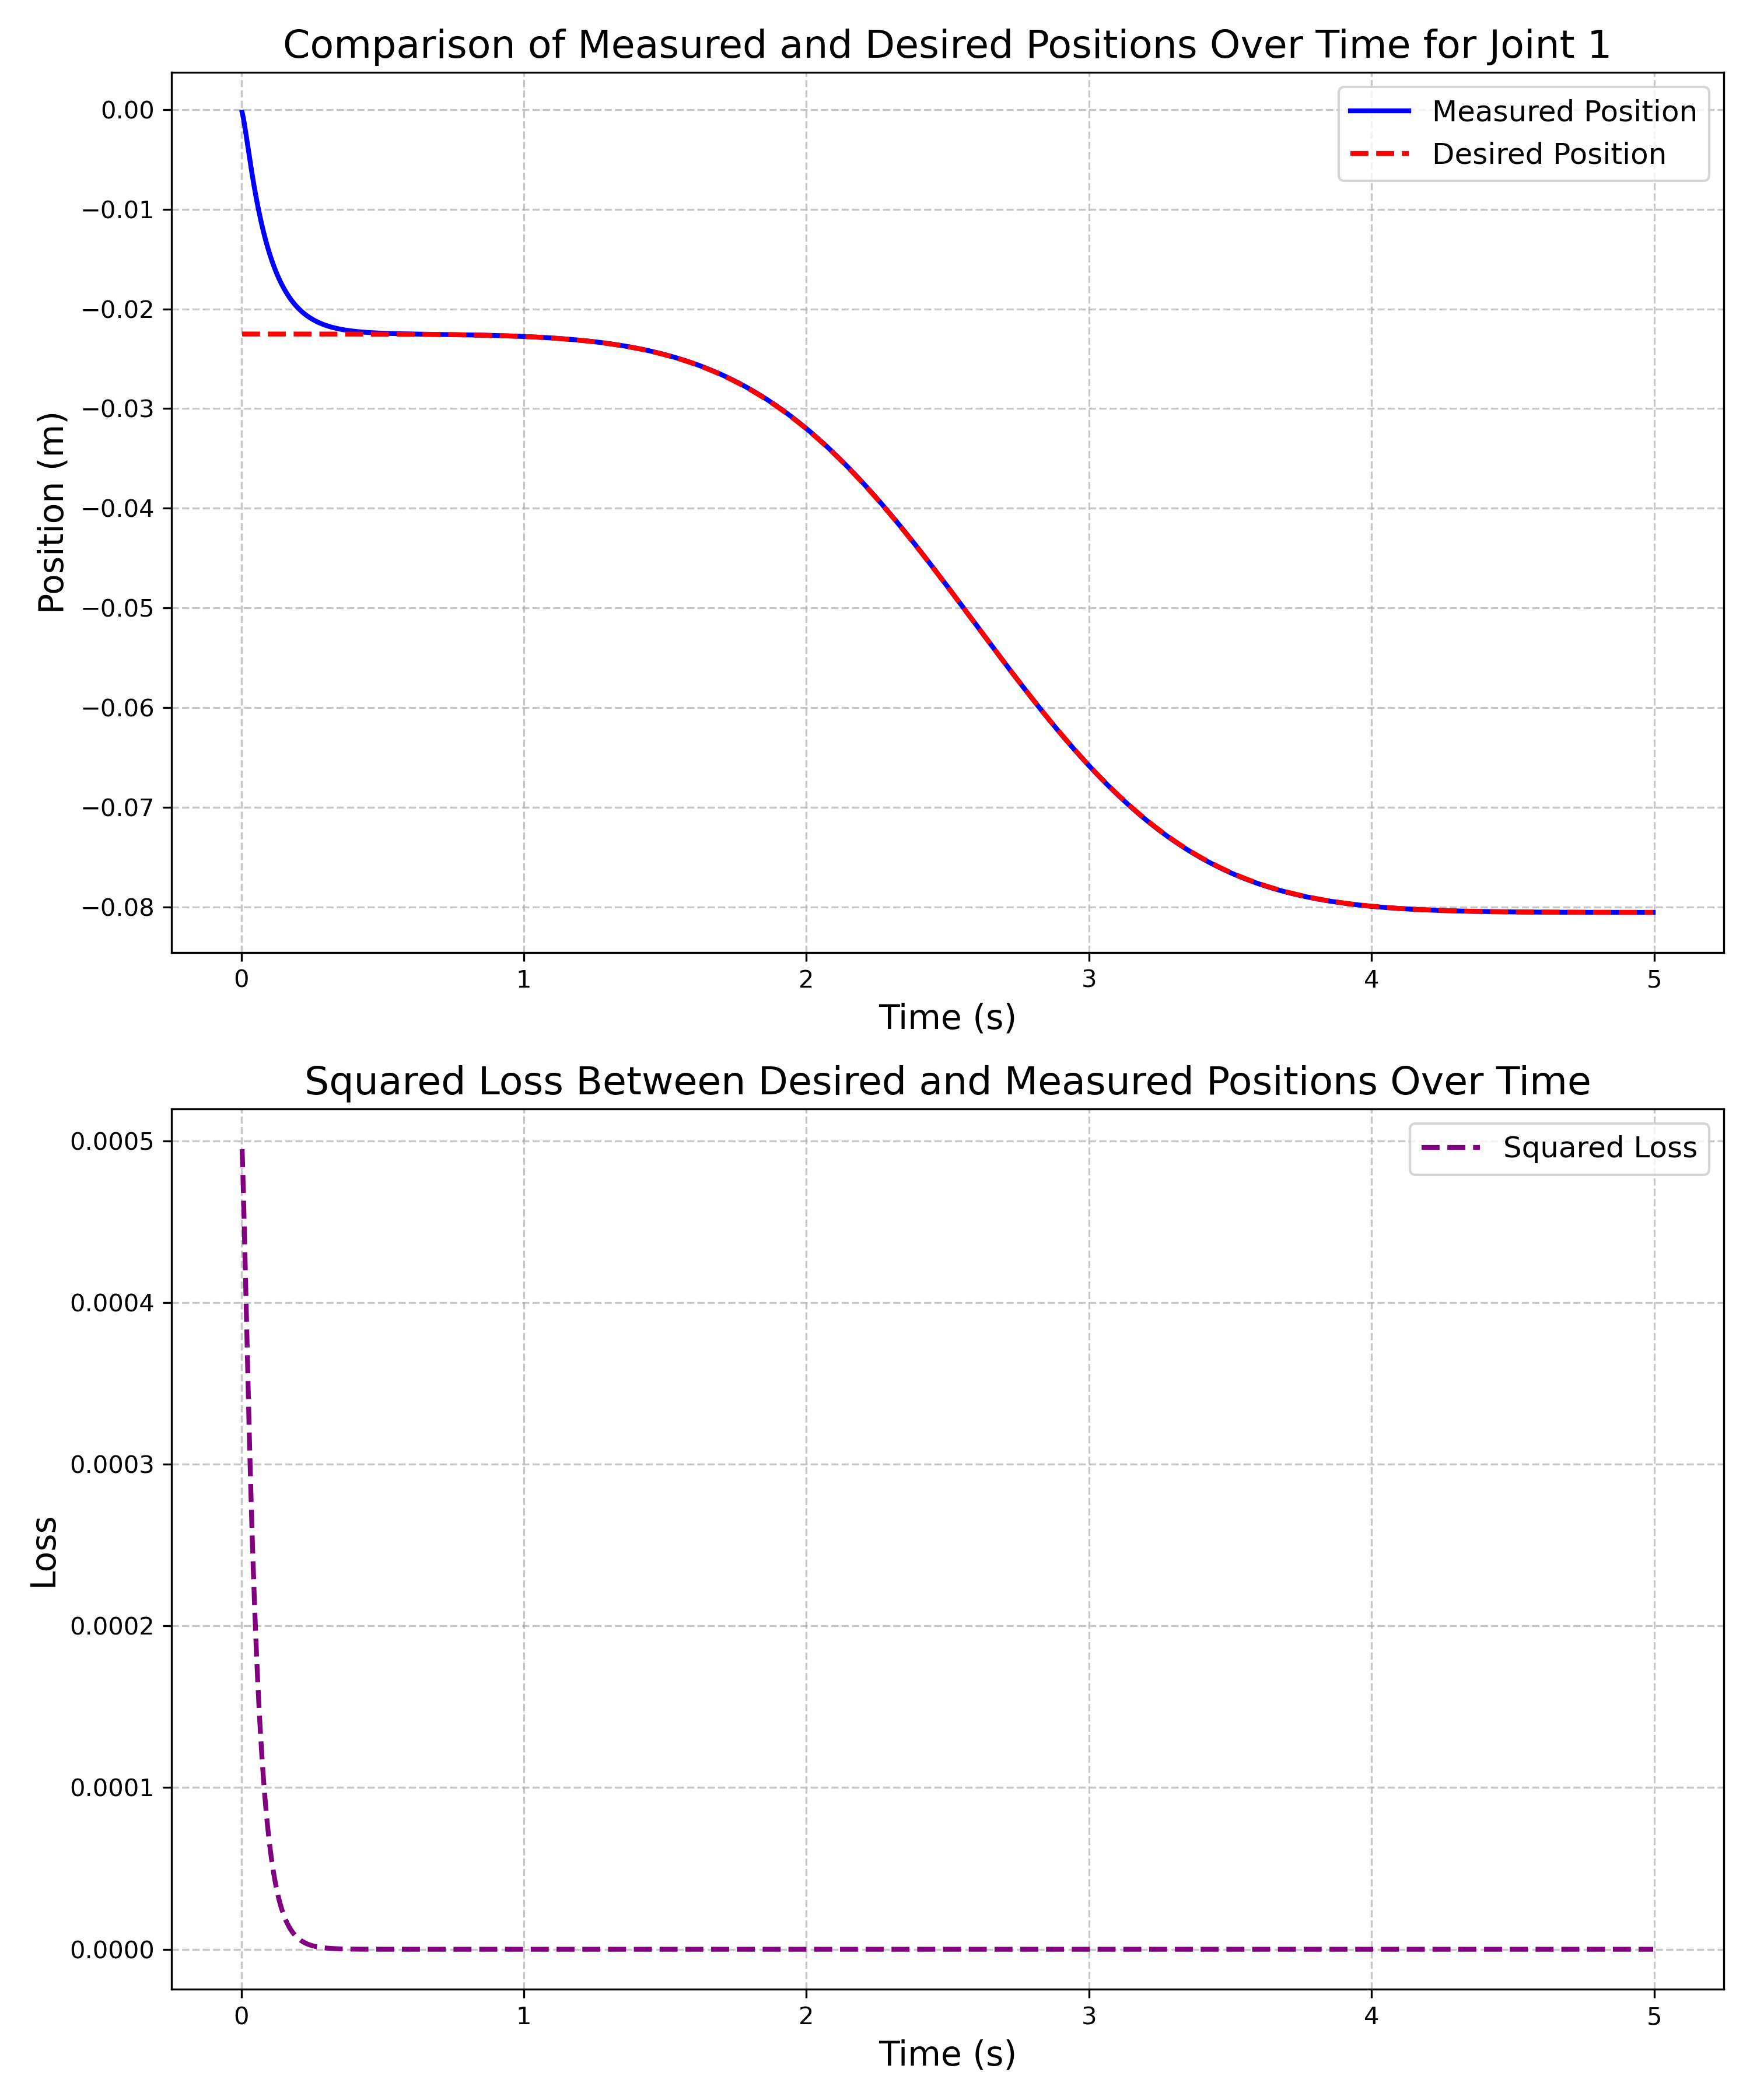 Comparison of Measured and Desired Positions Over Time for Joint 1
Measured Position
Desired Position
0.00
−0.01
−0.02
−0.03
−0.04
−0.05
−0.06
−0.07
−0.08
Position (m)
0 1 2 3 4 5
Time (s)
Squared Loss Between Desired and Measured Positions Over Time
Squared Loss
0.0005
0.0004
0.0003
0.0002
0.0001
0.0000
Loss
0 1 2 3 4 5
Time (s)